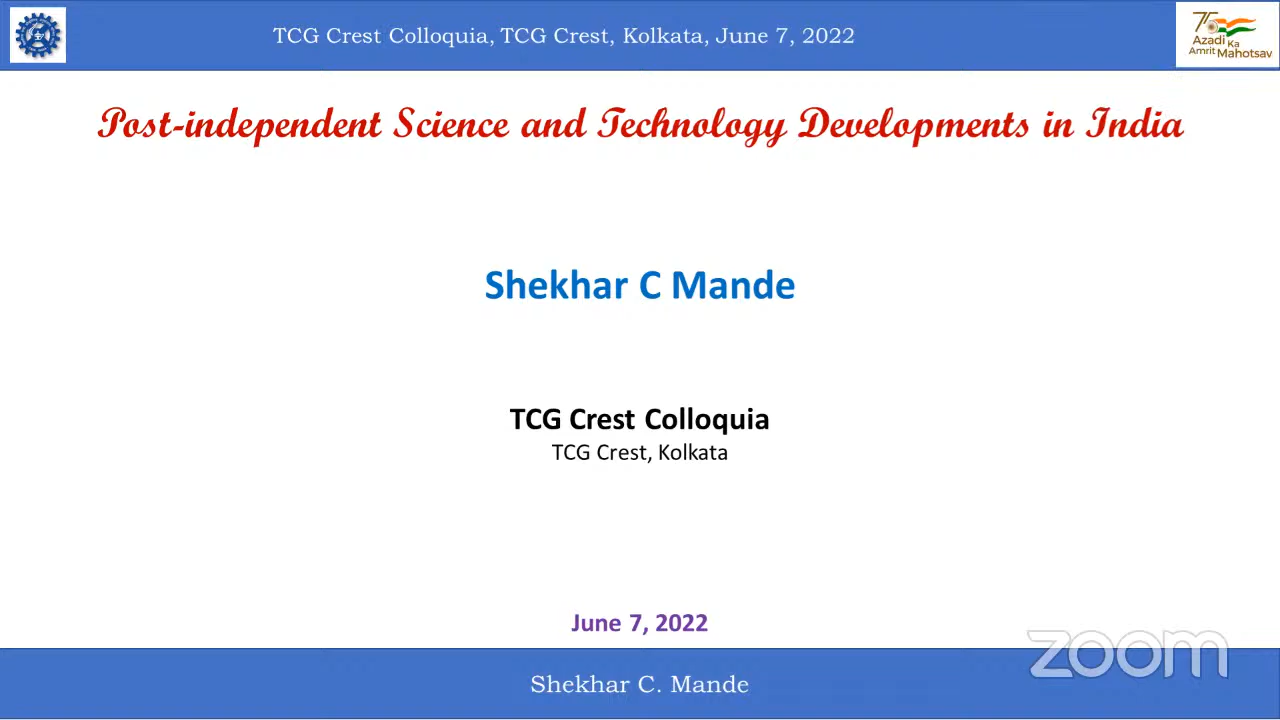 TCG Crest Colloquia, TCG Crest, Kolkata, June 7, 2022
75
Azadi Ka
Amrit Mahotsav
Post-independent Science and Technology Developments in India
Shekhar C Mande
TCG Crest Colloquia
TCG Crest, Kolkata
June 7, 2022
zoom
Shekhar C. Mande